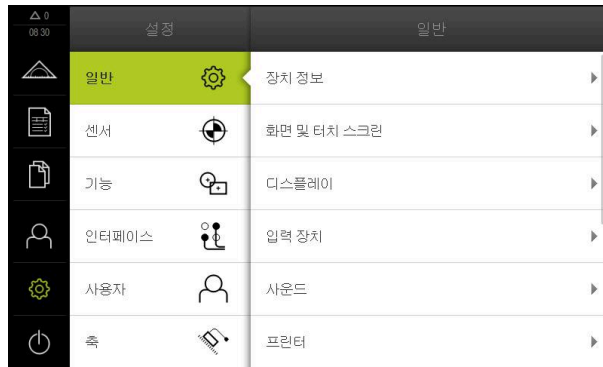 0
08 30
설정
일반
일반
장치 정보
센서
화면 및 터치 스크린
기능
디스플레이
인터페이스
입력 장치
사용자
사운드
축
프린터